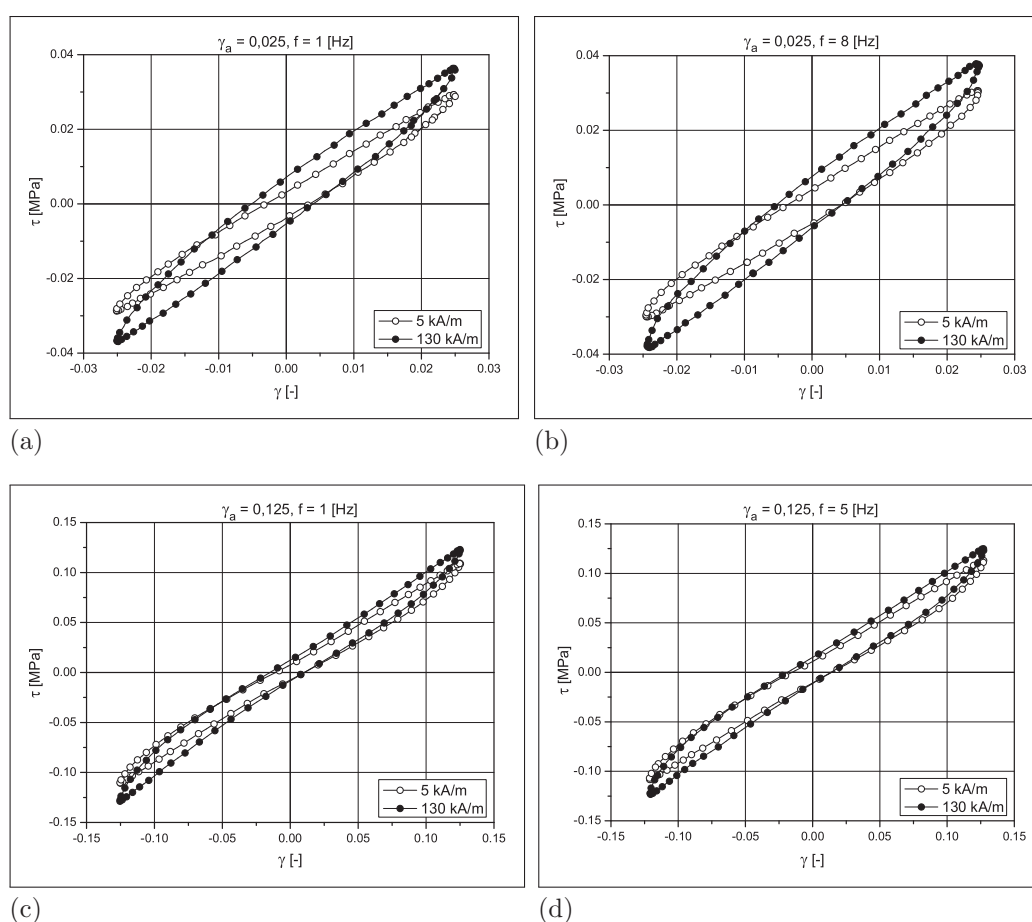 γa = 0,025, f = 1 [Hz]
τ [MPa]
0.04
0.02
0.00
-0.02
-0.04
-0.03 -0.02 -0.01 0.00 0.01 0.02 0.03
γ [-]
5 kA/m
130 kA/m
(a)
γa = 0,025, f = 8 [Hz]
τ [MPa]
0.04
0.02
0.00
-0.02
-0.04
-0.03 -0.02 -0.01 0.00 0.01 0.02 0.03
γ [-]
5 kA/m
130 kA/m
(b)
γa = 0,125, f = 1 [Hz]
τ [MPa]
0.15
0.10
0.05
0.00
-0.05
-0.10
-0.15
-0.15 -0.10 -0.05 0.00 0.05 0.10 0.15
γ [-]
5 kA/m
130 kA/m
(c)
γa = 0,125, f = 5 [Hz]
τ [MPa]
0.15
0.10
0.05
0.00
-0.05
-0.10
-0.15
-0.15 -0.10 -0.05 0.00 0.05 0.10 0.15
γ [-]
5 kA/m
130 kA/m
(d)